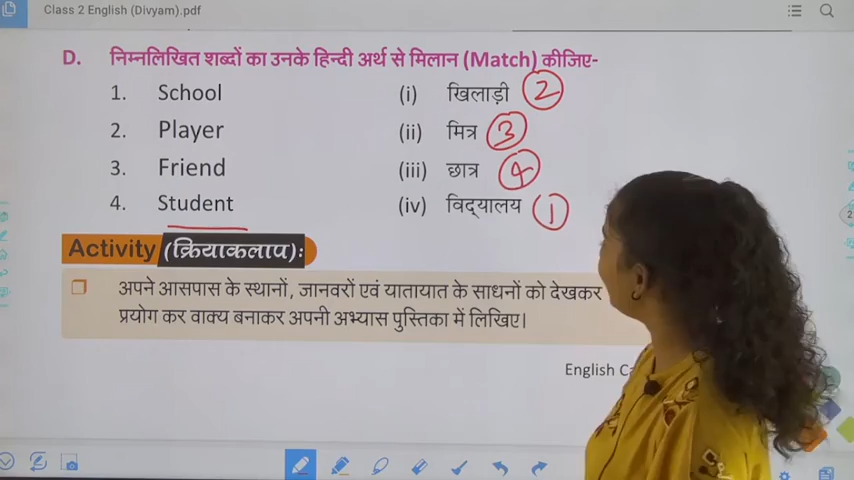 Class 2 English (Divyam).pdf
D. निम्नलिखित शब्दों का उनके हिन्दी अर्थ से मिलान (Match) कीजिए-
1. School (i) खिलाड़ी 2
2. Player (ii) मित्र 3
3. Friend (iii) छात्र 4
4. Student (iv) विद्यालय 1
Activity (क्रियाकलाप):
अपने आसपास के स्थानों, जानवरों एवं यातायात के साधनों को देखकर
प्रयोग कर वाक्य बनाकर अपनी अभ्यास पुस्तिका में लिखिए।
English